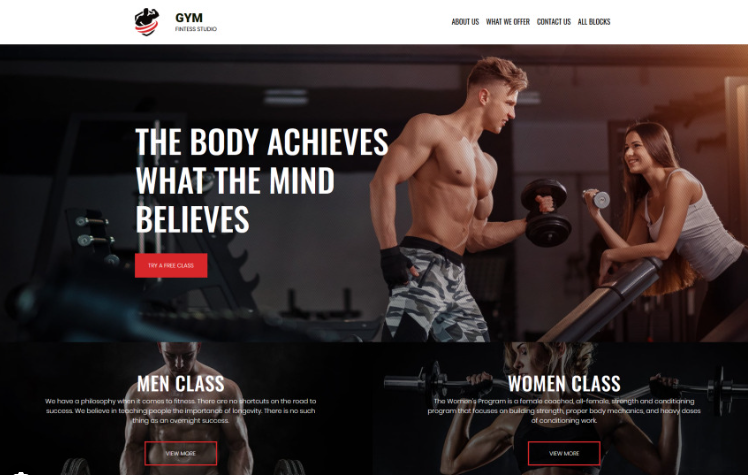 GYM
FINTESS STUDIO
ABOUT US WHAT WE OFFER CONTACT US ALL BLOCKS
THE BODY ACHIEVES
WHAT THE MIND
BELIEVES
TRY A FREE CLASS
MEN CLASS
We have a philosophy when it comes to fitness. There are no shortcuts on the road to
success. We believe in teaching people the importance of longevity. There is no such
thing as an overnight success.
VIEW MORE
WOMEN CLASS
The Women's Program is a female coached, all-female, strength and conditioning
program that focuses on building strength, proper body mechanics, and heavy doses
of conditioning work.
VIEW MORE